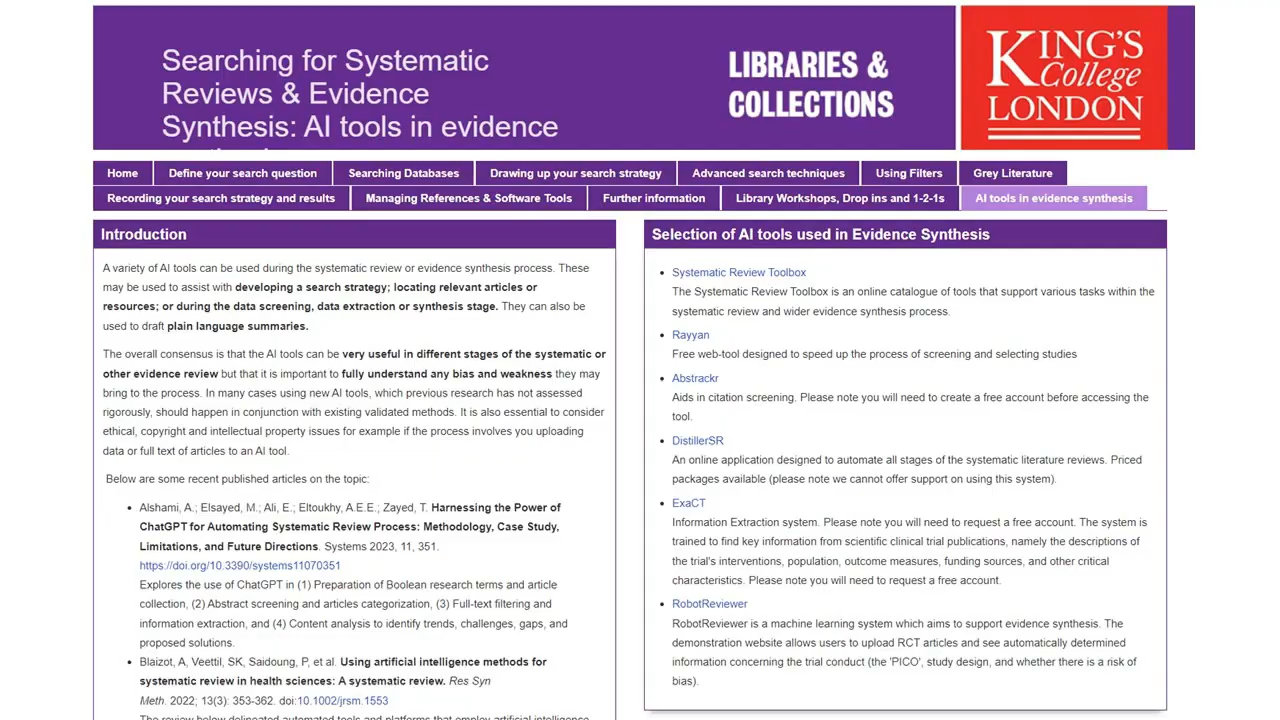 Searching for Systematic
Reviews & Evidence
Synthesis: AI tools in evidence
LIBRARIES &
COLLECTIONS
KING'S
College
LONDON
Home
Define your search question
Searching Databases
Drawing up your search strategy
Advanced search techniques
Using Filters
Grey Literature
Recording your search strategy and results
Managing References & Software Tools
Further information
Library Workshops, Drop ins and 1-2-1s
AI tools in evidence synthesis
Introduction
A variety of AI tools can be used during the systematic review or evidence synthesis process. These
may be used to assist with developing a search strategy; locating relevant articles or
resources; or during the data screening, data extraction or synthesis stage. They can also be
used to draft plain language summaries.
The overall consensus is that the AI tools can be very useful in different stages of the systematic or
other evidence review but that it is important to fully understand any bias and weakness they may
bring to the process. In many cases using new AI tools, which previous research has not assessed
rigorously, should happen in conjunction with existing validated methods. It is also essential to consider
ethical, copyright and intellectual property issues for example if the process involves you uploading
data or full text of articles to an AI tool.
Below are some recent published articles on the topic:
• Alshami, A.; Elsayed, M.; Ali, E.; Eltoukhy, A.E.E.; Zayed, T. Harnessing the Power of
ChatGPT for Automating Systematic Review Process: Methodology, Case Study,
Limitations, and Future Directions. Systems 2023, 11, 351.
https://doi.org/10.3390/systems11070351
Explores the use of ChatGPT in (1) Preparation of Boolean research terms and article
collection, (2) Abstract screening and articles categorization, (3) Full-text filtering and
information extraction, and (4) Content analysis to identify trends, challenges, gaps, and
proposed solutions.
• Blaizot, A, Veettil, SK, Saidoung, P, et al. Using artificial intelligence methods for
systematic review in health sciences: A systematic review. Res Syn
Meth. 2022; 13(3): 353-362. doi:10.1002/jrsm.1553
The review below delineated automated tools and platforms that employ artificial intelligence
Selection of AI tools used in Evidence Synthesis
• Systematic Review Toolbox
The Systematic Review Toolbox is an online catalogue of tools that support various tasks within the
systematic review and wider evidence synthesis process.
• Rayyan
Free web-tool designed to speed up the process of screening and selecting studies
• Abstrackr
Aids in citation screening. Please note you will need to create a free account before accessing the
tool.
• DistillerSR
An online application designed to automate all stages of the systematic literature reviews. Priced
packages available (please note we cannot offer support on using this system).
• ExaCT
Information Extraction system. Please note you will need to request a free account. The system is
trained to find key information from scientific clinical trial publications, namely the descriptions of
the trial's interventions, population, outcome measures, funding sources, and other critical
characteristics. Please note you will need to request a free account.
• RobotReviewer
RobotReviewer is a machine learning system which aims to support evidence synthesis. The
demonstration website allows users to upload RCT articles and see automatically determined
information concerning the trial conduct (the 'PICO', study design, and whether there is a risk of
bias).